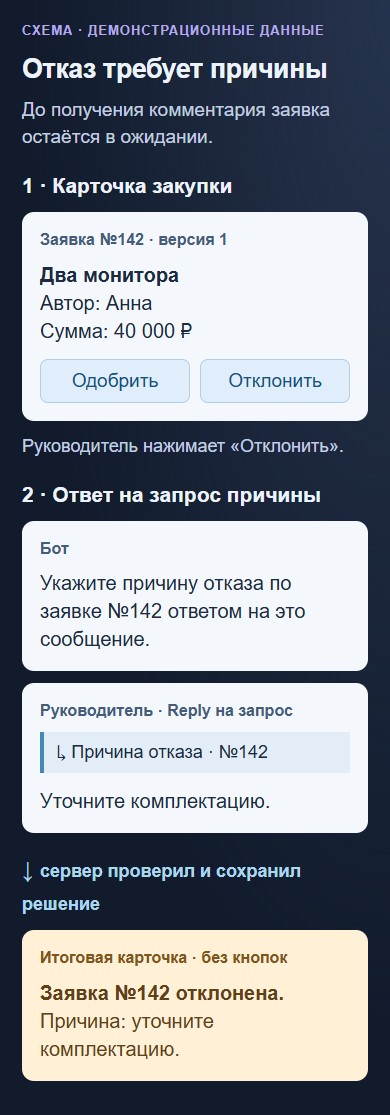 СХЕМА · ДЕМОНСТРАЦИОННЫЕ ДАННЫЕ
Отказ требует причины
До получения комментария заявка
остаётся в ожидании.
1 · Карточка закупки
Заявка №142 · версия 1
Два монитора
Автор: Анна
Сумма: 40 000 ₽
Одобрить Отклонить
Руководитель нажимает «Отклонить».
2 · Ответ на запрос причины
Бот
Укажите причину отказа по
заявке №142 ответом на это
сообщение.
Руководитель · Reply на запрос
↳ Причина отказа · №142
Уточните комплектацию.
↓ сервер проверил и сохранил
решение
Итоговая карточка · без кнопок
Заявка №142 отклонена.
Причина: уточните
комплектацию.